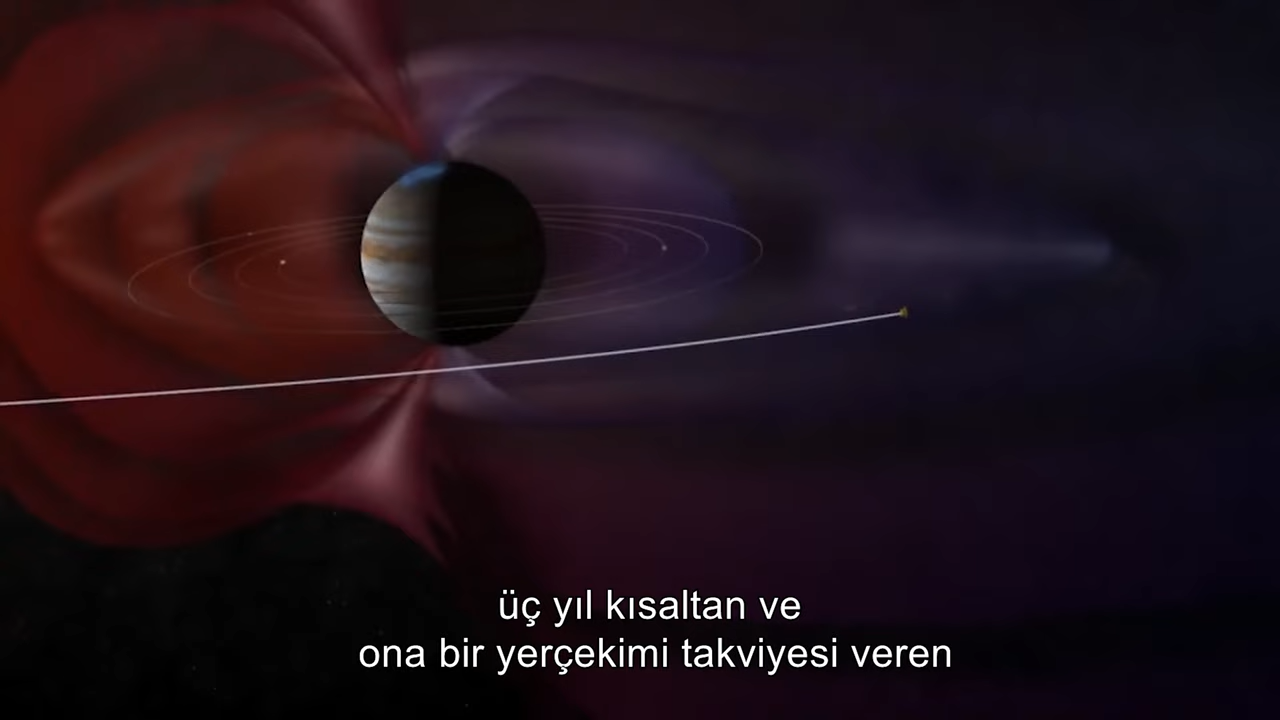 üç yıl kısaltan ve
ona bir yerçekimi takviyesi veren